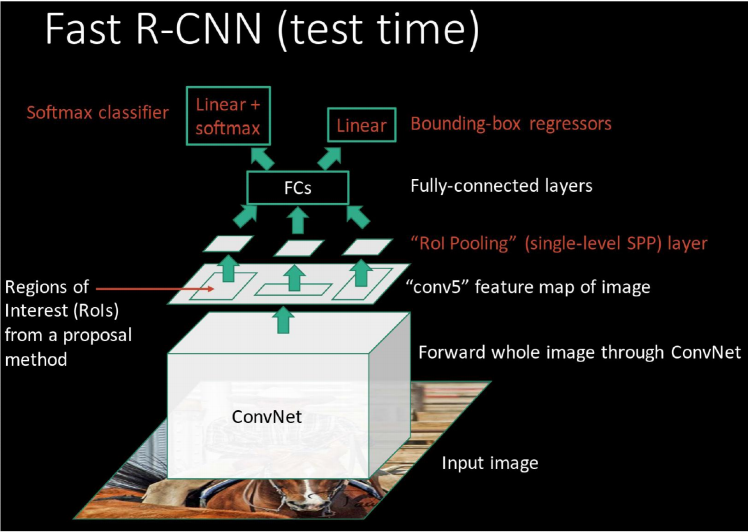 Fast R-CNN (test time)
Softmax classifier
Linear +
softmax
Linear
Bounding-box regressors
FCs
Fully-connected layers
“RoI Pooling” (single-level SPP) layer
Regions of
Interest (RoIs)
from a proposal
method
“conv5” feature map of image
Forward whole image through ConvNet
ConvNet
Input image